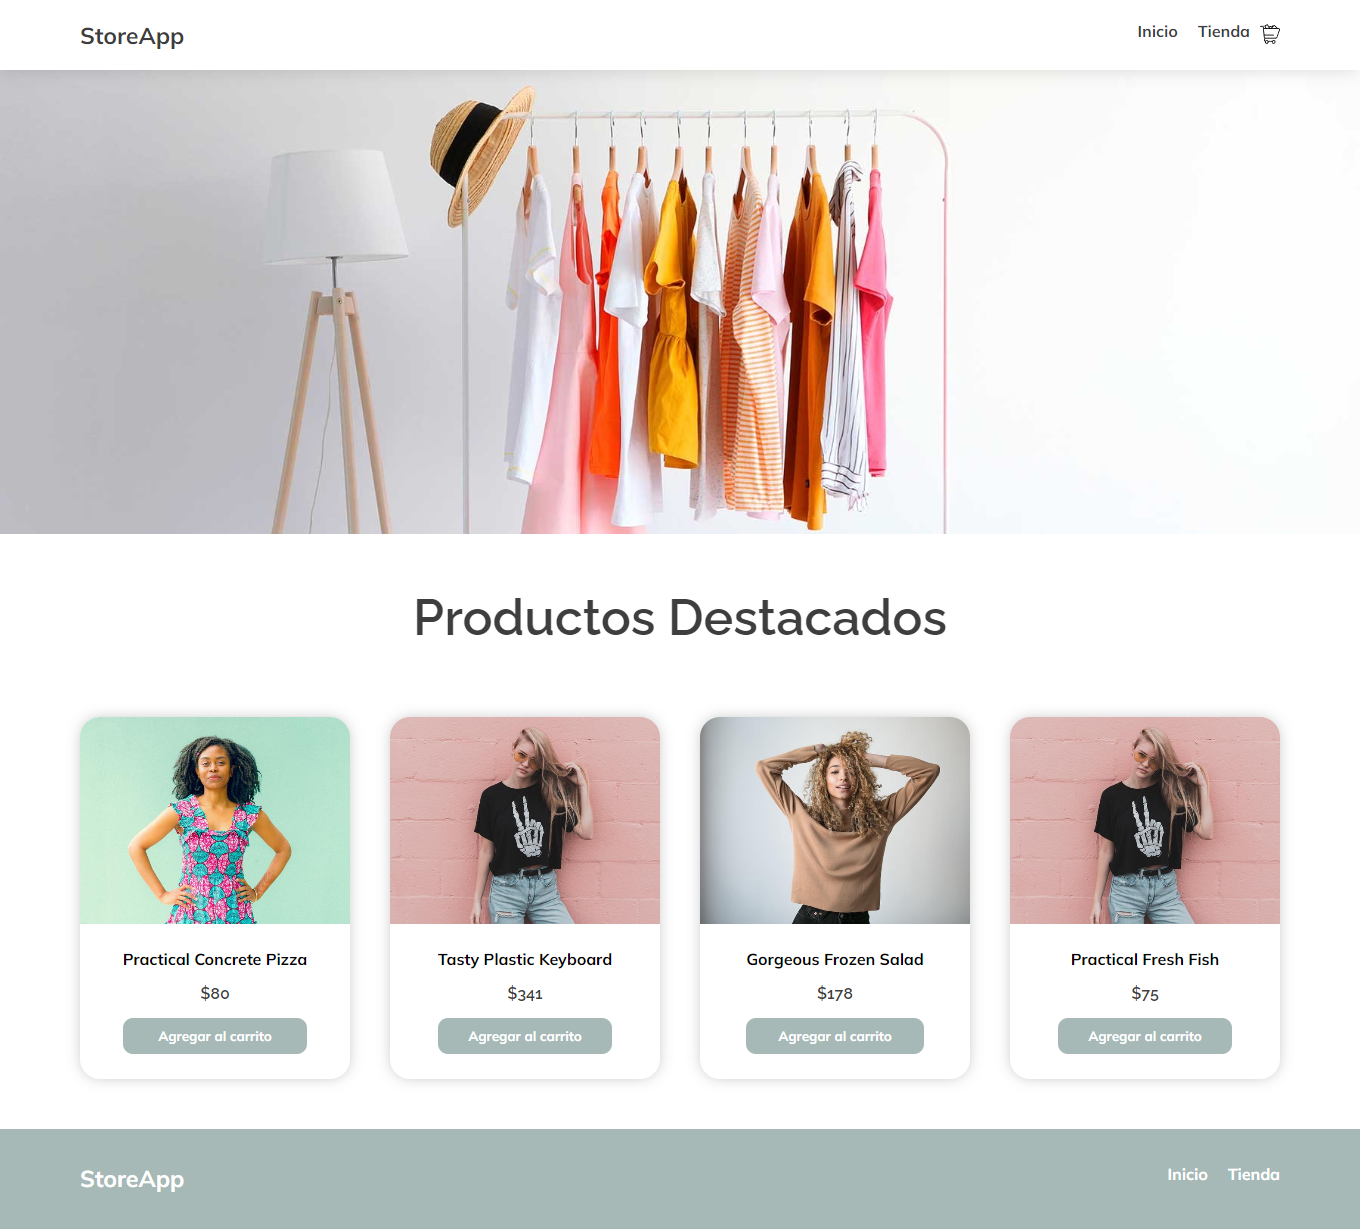 StoreApp
Inicio Tienda
Productos Destacados
Practical Concrete Pizza
$80
Agregar al carrito
Tasty Plastic Keyboard
$341
Agregar al carrito
Gorgeous Frozen Salad
$178
Agregar al carrito
Practical Fresh Fish
$75
Agregar al carrito
StoreApp
Inicio Tienda